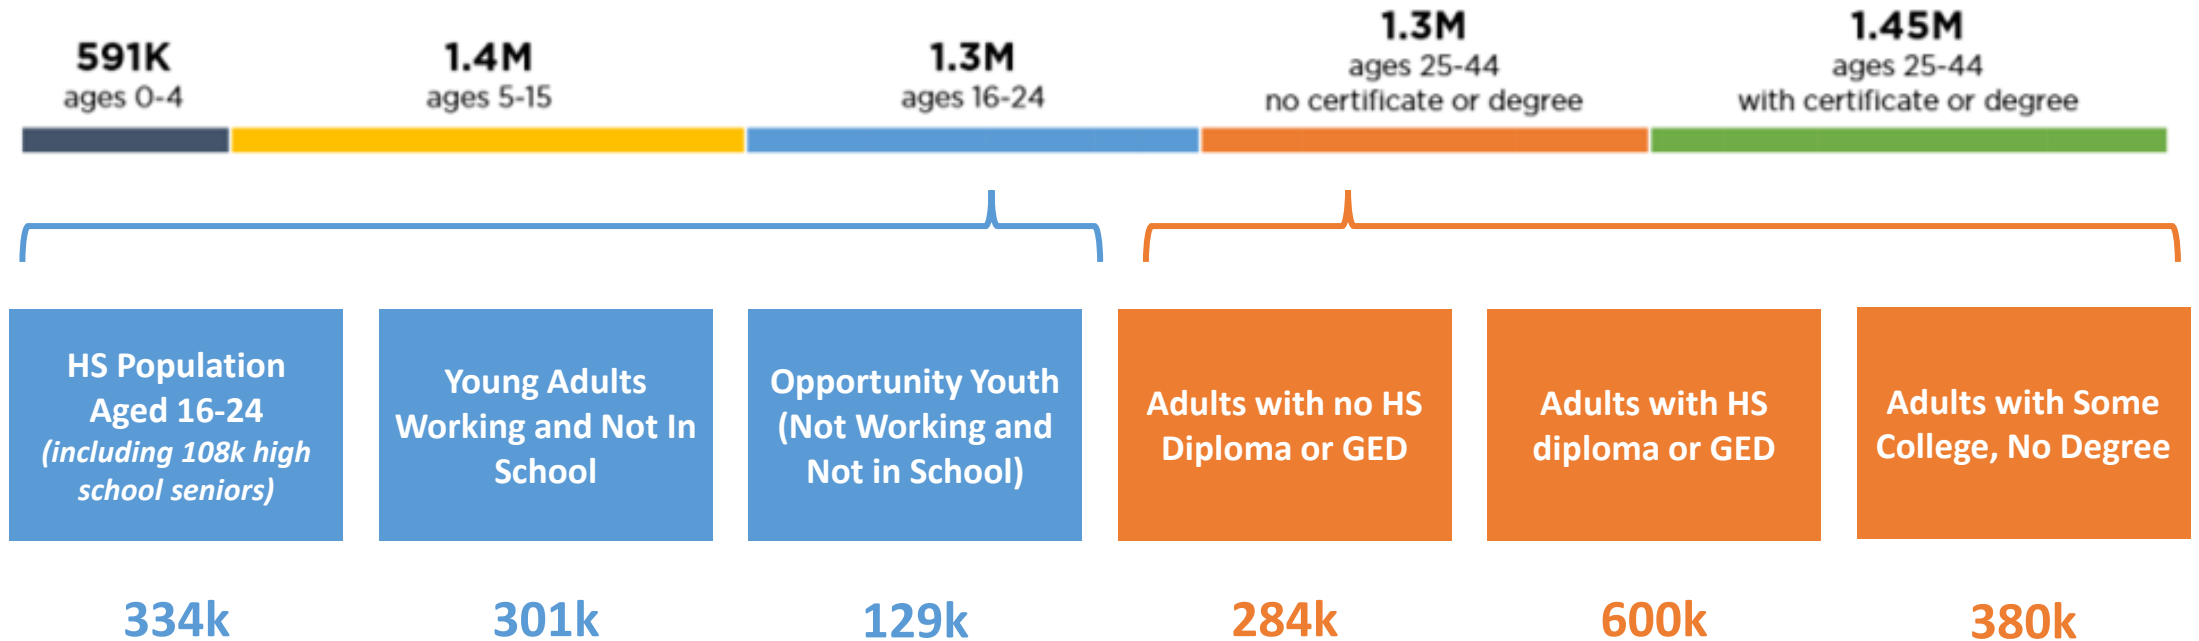 591K
ages 0-4
1.4M
ages 5-15
1.3M
ages 16-24
1.3M
ages 25-44
no certificate or degree
1.45M
ages 25-44
with certificate or degree
HS Population
Aged 16-24
(including 108k high
school seniors)
Young Adults
Working and Not In
School
Opportunity Youth
(Not Working and
Not in School)
Adults with no HS
Diploma or GED
Adults with HS
diploma or GED
Adults with Some
College, No Degree
334k
301k
129k
284k
600k
380k